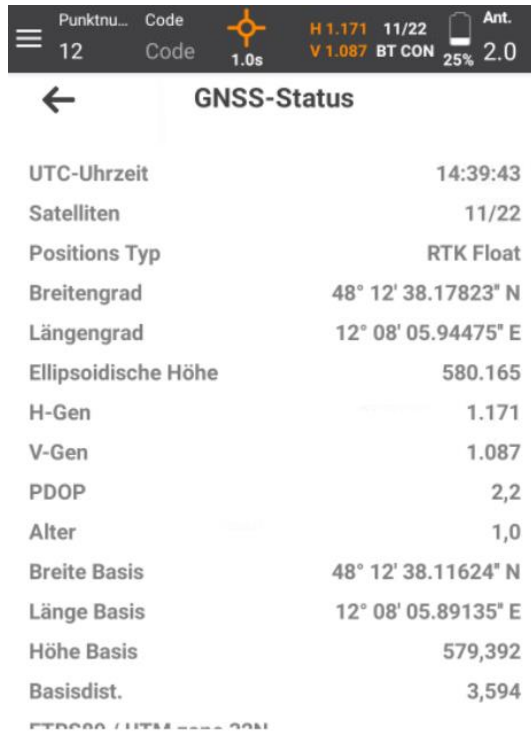 Punktnu... Code H 1.171 11/22 Ant.
12 Code 1.0s V 1.087 BT CON 25% 2.0
GNSS-Status
UTC-Uhrzeit 14:39:43
Satelliten 11/22
Positions Typ RTK Float
Breitengrad 48° 12' 38.17823" N
Längengrad 12° 08' 05.94475" E
Ellipsoidische Höhe 580.165
H-Gen 1.171
V-Gen 1.087
PDOP 2,2
Alter 1,0
Breite Basis 48° 12' 38.11624" N
Länge Basis 12° 08' 05.89135" E
Höhe Basis 579,392
Basisdist. 3,594
ETRS89 / UTM zone 32N